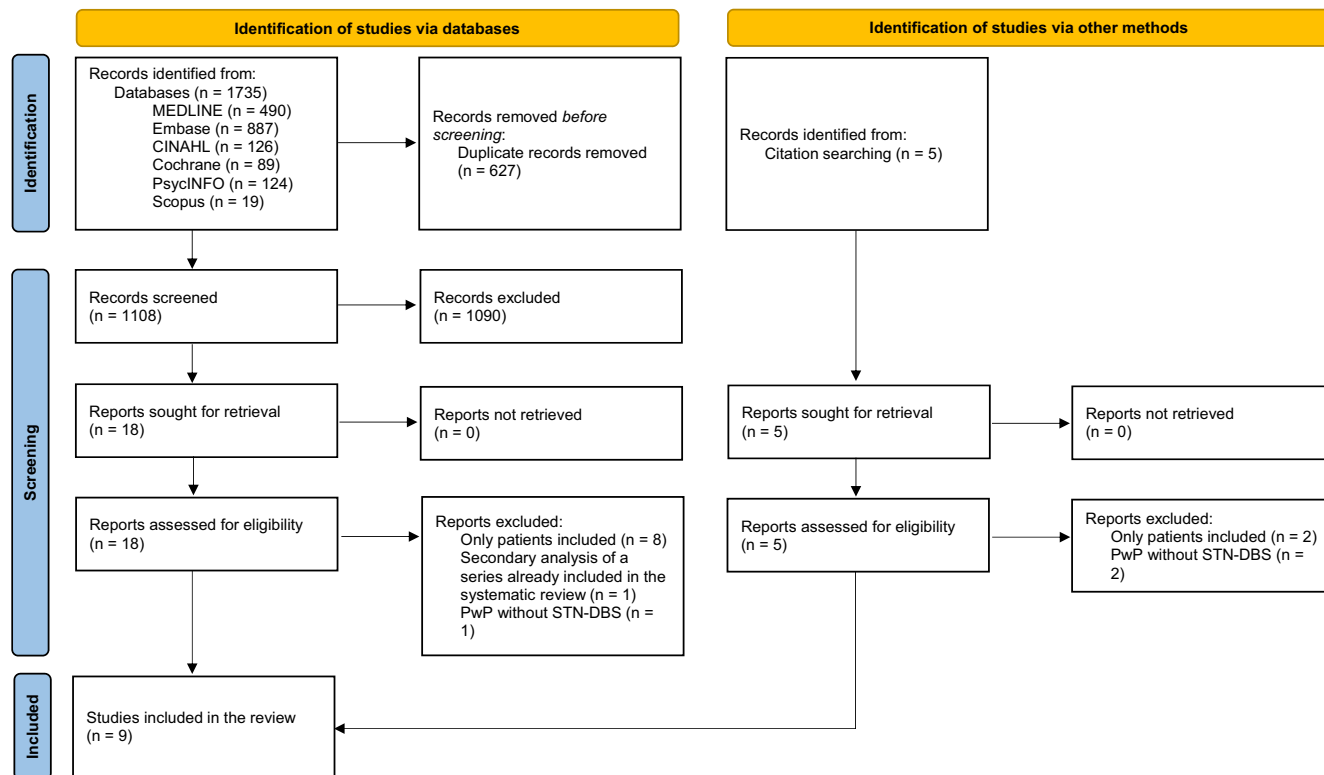 Identification of studies via databases
Identification of studies via other methods
Identification
Records identified from:
Databases (n = 1735)
MEDLINE (n = 490)
Embase (n = 887)
CINAHL (n = 126)
Cochrane (n = 89)
PsycINFO (n = 124)
Scopus (n = 19)
Records removed before
screening:
Duplicate records removed
(n = 627)
Records identified from:
Citation searching (n = 5)
Screening
Records screened
(n = 1108)
Records excluded
(n = 1090)
Reports sought for retrieval
(n = 18)
Reports not retrieved
(n = 0)
Reports sought for retrieval
(n = 5)
Reports not retrieved
(n = 0)
Reports assessed for eligibility
(n = 18)
Reports excluded:
Only patients included (n = 8)
Secondary analysis of a
series already included in the
systematic review (n = 1)
PwP without STN-DBS (n =
1)
Reports assessed for eligibility
(n = 5)
Reports excluded:
Only patients included (n = 2)
PwP without STN-DBS (n =
2)
Included
Studies included in the review
(n = 9)